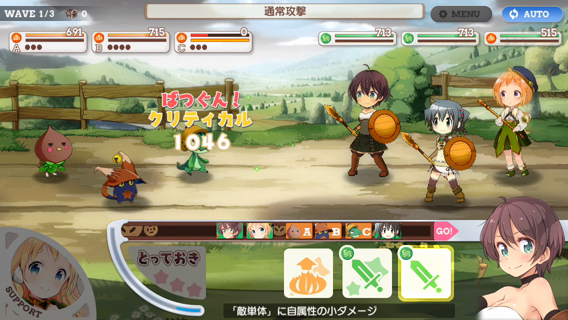 WAVE 1/3 0
通常攻撃
MENU
AUTO
691
715
0
713
713
515
A
B
C
ばつぐん!
クリティカル
1046
A B C GO!
とっておき
SUPPORT
「敵単体」に自属性の小ダメージ